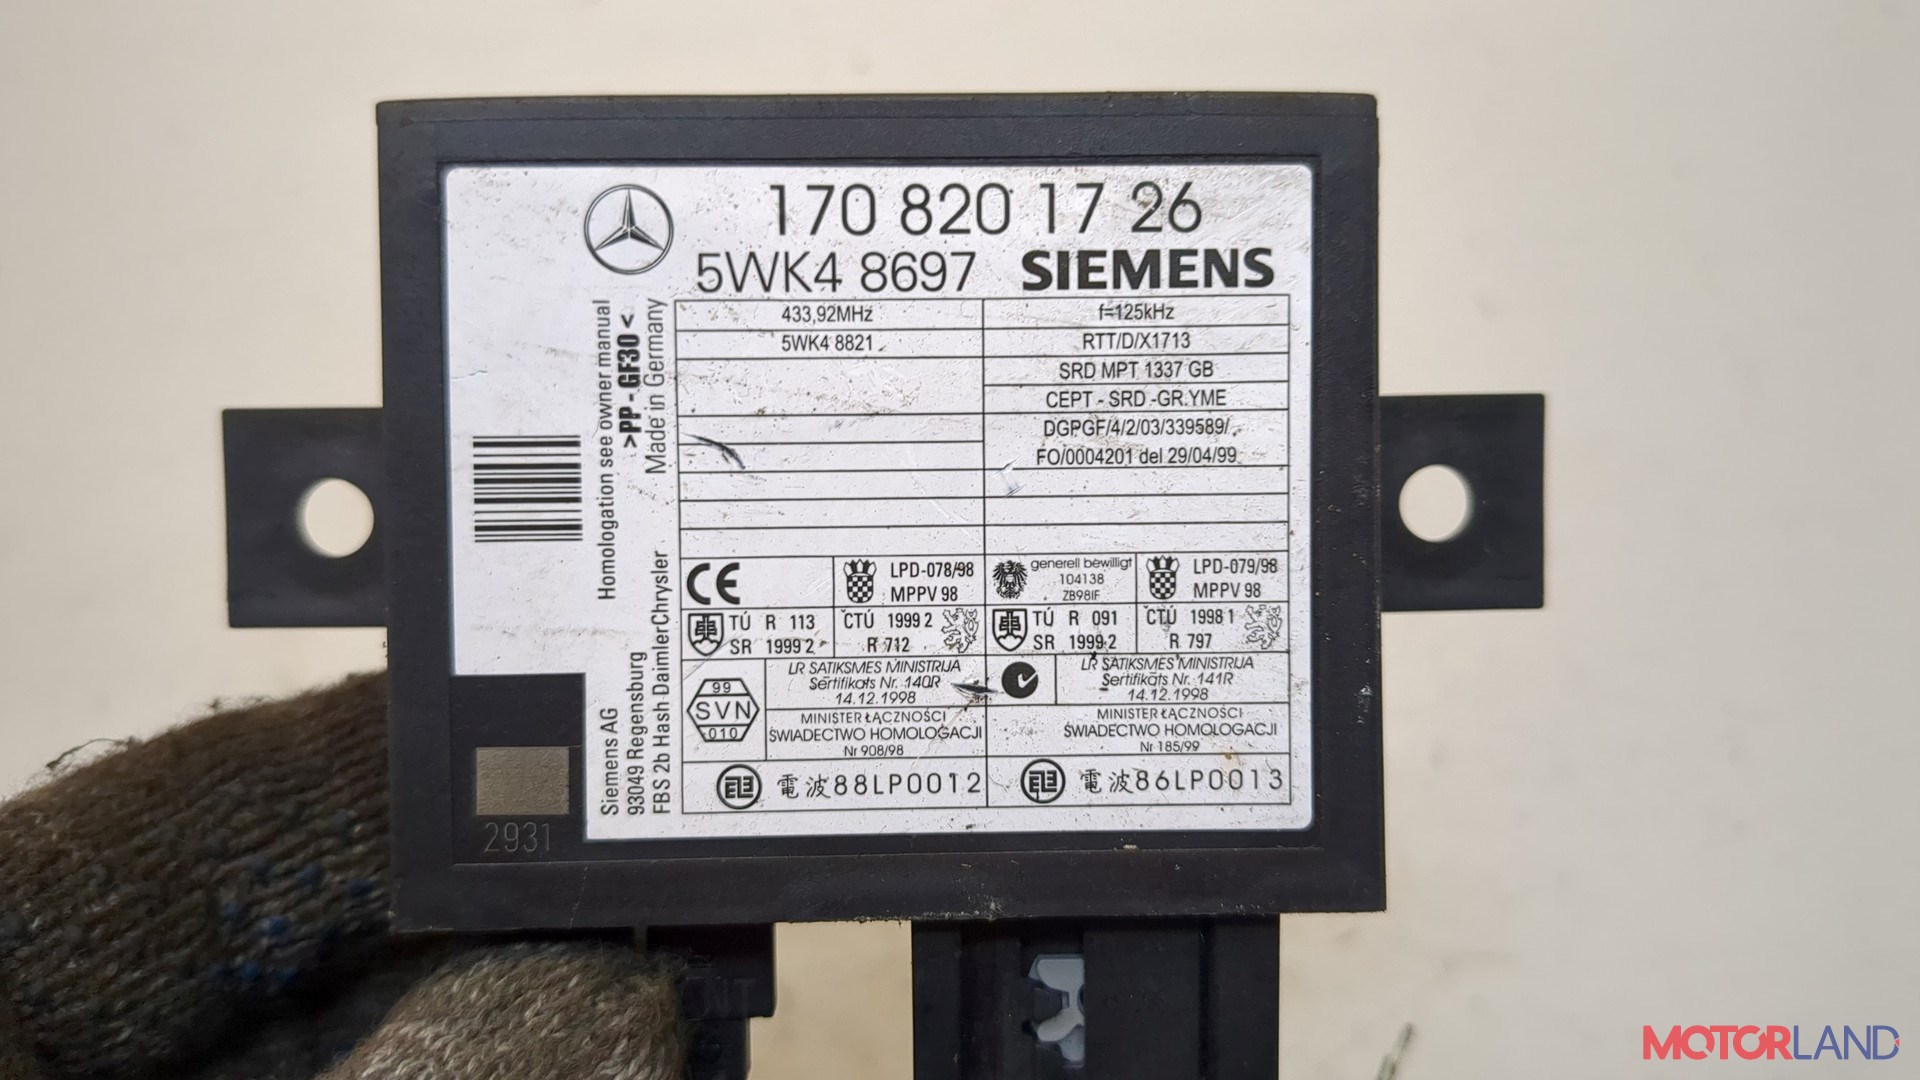 170 820 17 26
5WK4 8697 SIEMENS
433,92MHz
5WK4 8821
f=125kHz
RTT/D/X1713
SRD MPT 1337 GB
CEPT - SRD -GR.YME
DGPGF/4/2/03/339589/
FO/0004201 del 29/04/99
Homologation see owner manual
>PP - GF30 <
Made in Germany
Siemens AG
93049 Regensburg
FBS 2b Hash DaimlerChrysler
CE
LPD-078/98
MPPV 98
generell bewilligt
104138
ZB98IF
LPD-079/98
MPPV 98
TÚ R 113
SR 1999 2
ČTÚ 1999 2
R 712
TÚ R 091
SR 1999 2
ČTÚ 1998 1
R 797
99
SVN
010
LR SATIKSMES MINISTRIJA
Sertifikāts Nr. 140R
14.12.1998
MINISTER ŁĄCZNOŚCI
ŚWIADECTWO HOMOLOGACJI
Nr 908/98
LR SATIKSMES MINISTRIJA
Sertifikāts Nr. 141R
14.12.1998
MINISTER ŁĄCZNOŚCI
ŚWIADECTWO HOMOLOGACJI
Nr 185/99
電波88LP0012
電波86LP0013
2931
MOTORLAND